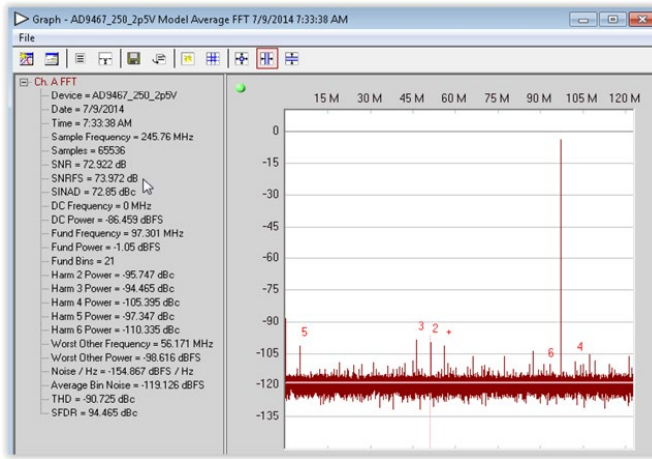 Graph - AD9467_250_2p5V Model Average FFT 7/9/2014 7:33:38 AM
File
Ch. A FFT
Device = AD9467_250_2p5V
Date = 7/9/2014
Time = 7:33:38 AM
Sample Frequency = 245.76 MHz
Samples = 65536
SNR = 72.922 dB
SNRFS = 73.972 dB
SINAD = 72.85 dBc
DC Frequency = 0 MHz
DC Power = -86.459 dBFS
Fund Frequency = 97.301 MHz
Fund Power = -1.05 dBFS
Fund Bins = 21
Harm 2 Power = -95.747 dBc
Harm 3 Power = -94.465 dBc
Harm 4 Power = -105.395 dBc
Harm 5 Power = -97.347 dBc
Harm 6 Power = -110.335 dBc
Worst Other Frequency = 56.171 MHz
Worst Other Power = -98.616 dBFS
Noise / Hz = -154.867 dBFS / Hz
Average Bin Noise = -119.126 dBFS
THD = -90.725 dBc
SFDR = 94.465 dBc
15 M 30 M 45 M 60 M 75 M 90 M 105 M 120 M
0
-15
-30
-45
-60
-75
-90
-105
-120
-135
5 3 2 + 6 4